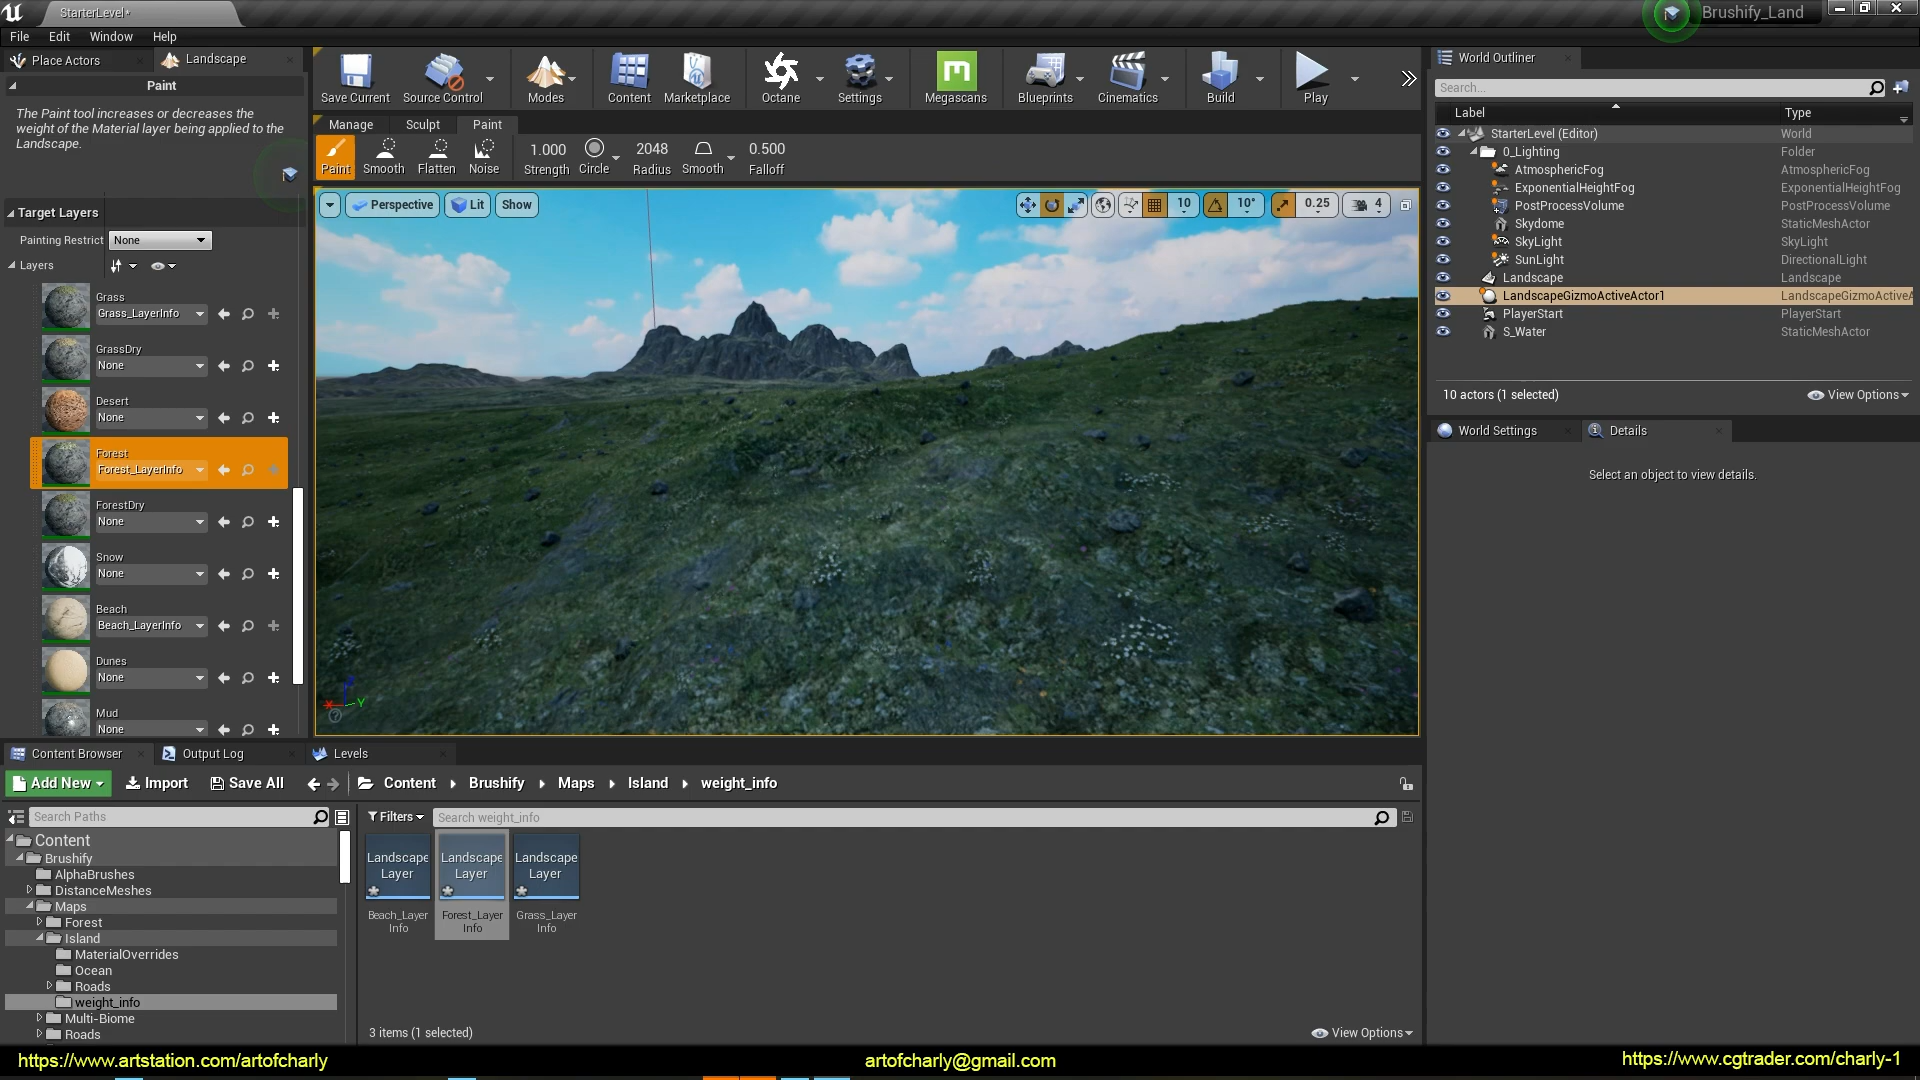 StarterLevel*
Brushify_Land
File Edit Window Help
Place Actors
Landscape
Paint
The Paint tool increases or decreases the
weight of the Material layer being applied to the
Landscape.
Target Layers
Painting Restrict None
Layers
Grass
Grass_LayerInfo
GrassDry
None
Desert
None
Forest
Forest_LayerInfo
ForestDry
None
Snow
None
Beach
Beach_LayerInfo
Dunes
None
Mud
None
Save Current Source Control Modes Content Marketplace Octane Settings Megascans Blueprints Cinematics Build Play
Manage Sculpt Paint
1.000 2048 0.500
Paint Smooth Flatten Noise Strength Circle Radius Smooth Falloff
Perspective Lit Show 10 10° 0.25 4
X Y
World Outliner
Search...
Label Type
StarterLevel (Editor) World
0_Lighting Folder
AtmosphericFog AtmosphericFog
ExponentialHeightFog ExponentialHeightFog
PostProcessVolume PostProcessVolume
Skydome StaticMeshActor
SkyLight SkyLight
SunLight DirectionalLight
Landscape Landscape
LandscapeGizmoActiveActor1 LandscapeGizmoActiveA
PlayerStart PlayerStart
S_Water StaticMeshActor
10 actors (1 selected) View Options
World Settings Details
Select an object to view details.
Content Browser Output Log Levels
Add New Import Save All Content Brushify Maps Island weight_info
Search Paths
Filters Search weight_info
Content
Brushify
AlphaBrushes
DistanceMeshes
Maps
Forest
Island
MaterialOverrides
Ocean
Roads
weight_info
Multi-Biome
Roads
Landscape Landscape Landscape
Layer Layer Layer
Beach_Layer Forest_Layer Grass_Layer
Info Info Info
3 items (1 selected) View Options
https://www.artstation.com/artofcharly artofcharly@gmail.com https://www.cgtrader.com/charly-1